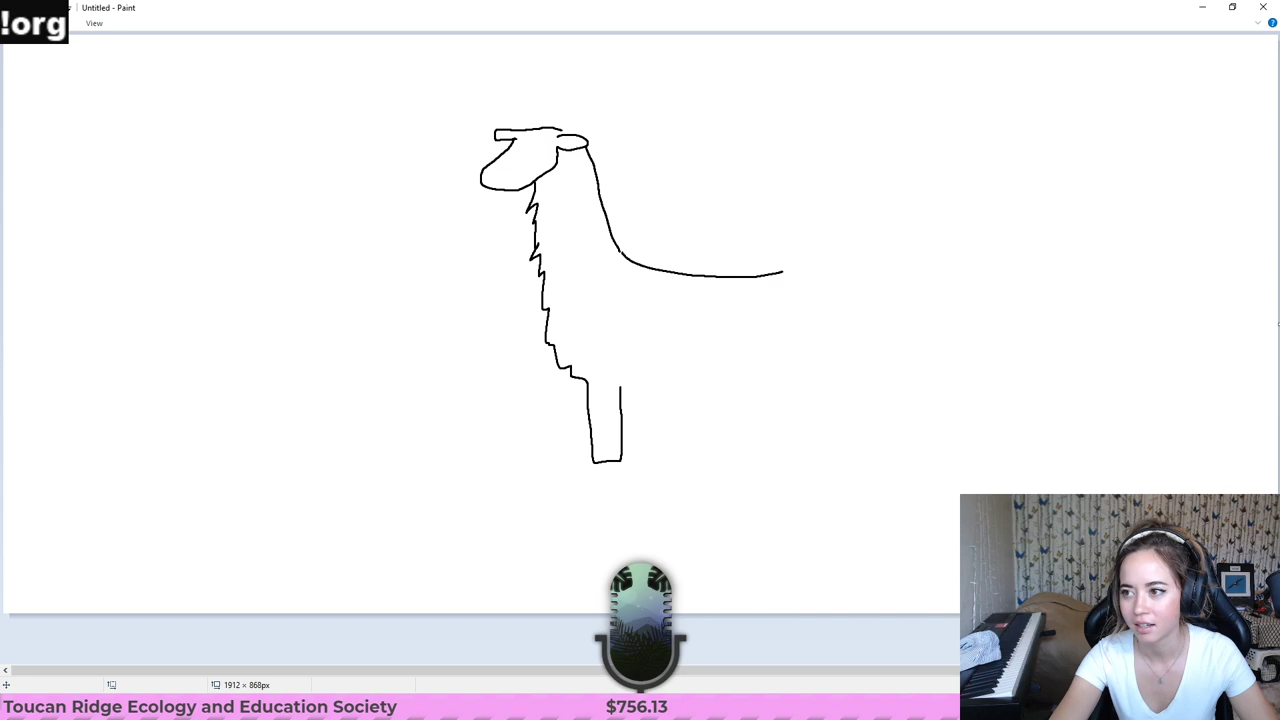 !org
Untitled - Paint
View
1912 × 868px
Toucan Ridge Ecology and Education Society
$756.13